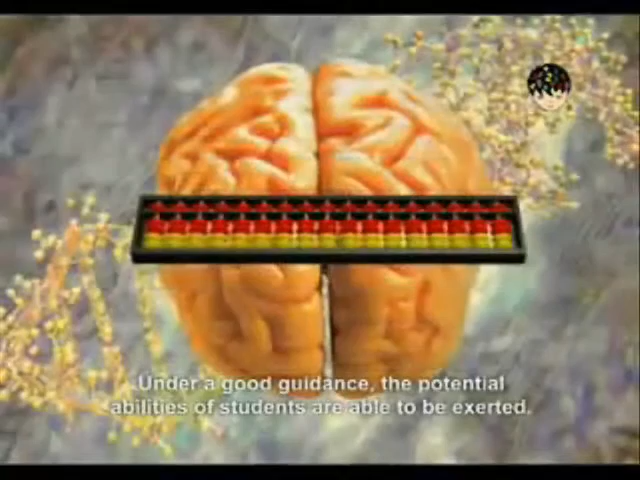 Under a good guidance, the potential
abilities of students are able to be exerted.